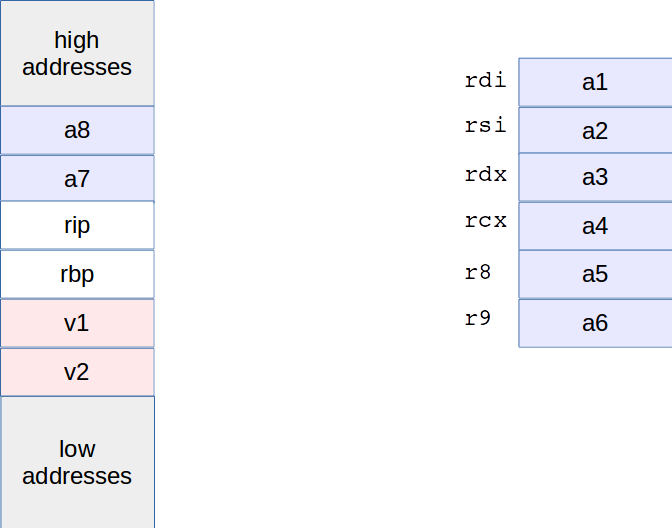 high
addresses
a8
a7
rip
rbp
v1
v2
low
addresses
rdi a1
rsi a2
rdx a3
rcx a4
r8 a5
r9 a6